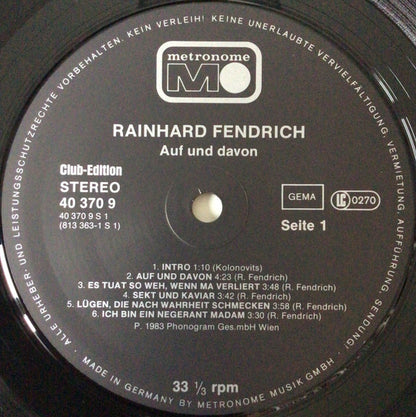 metronome
MO
RAINHARD FENDRICH
Auf und davon
Club-Edition
STEREO
40 370 9
40 370 9 S 1
(813 363-1 S 1)
GEMA
LC 0270
Seite 1
1. INTRO 1:10 (Kolonovits)
2. AUF UND DAVON 4:23 (R. Fendrich)
3. ES TUAT SO WEH, WENN MA VERLIERT 3:48 (R. Fendrich)
4. SEKT UND KAVIAR 3:42 (R. Fendrich)
5. LÜGEN, DIE NACH WAHRHEIT SCHMECKEN 3:58 (R. Fendrich)
6. ICH BIN EIN NEGERANT MADAM 3:30 (R. Fendrich)
P. 1983 Phonogram Ges.mbH Wien
33 ⅓ rpm
· ALLE URHEBER- UND LEISTUNGSSCHUTZRECHTE VORBEHALTEN. KEIN VERLEIH! KEINE UNERLAUBTE VERVIELFÄLTIGUNG, VERMIETUNG, AUFFÜHRUNG, SENDUNG! ·
MADE IN GERMANY BY METRONOME MUSIK GMBH